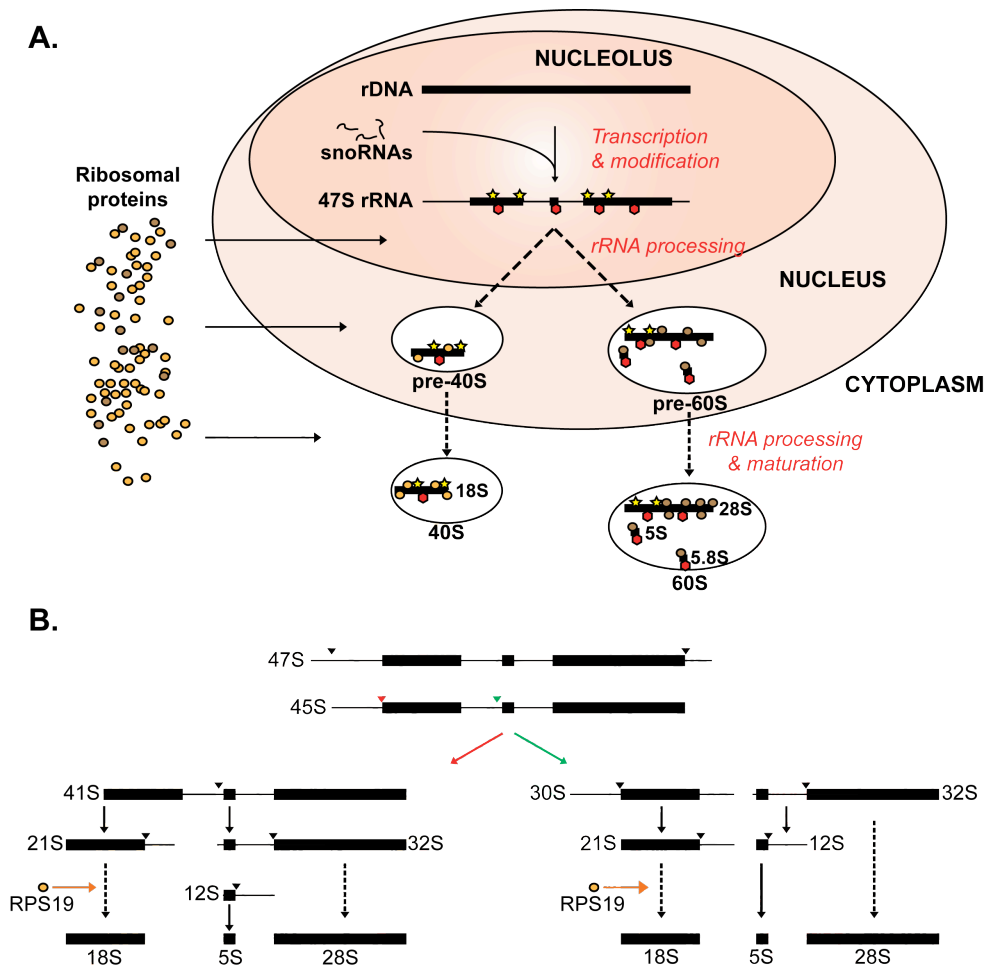 A.
NUCLEOLUS
rDNA
snoRNAs
Transcription
& modification
Ribosomal
proteins
47S rRNA
rRNA processing
NUCLEUS
pre-40S
pre-60S
CYTOPLASM
rRNA processing
& maturation
18S
40S
28S
5S
5.8S
60S
B.
47S
45S
41S
30S
32S
21S
32S
21S
12S
RPS19
12S
RPS19
18S
5S
28S
18S
5S
28S